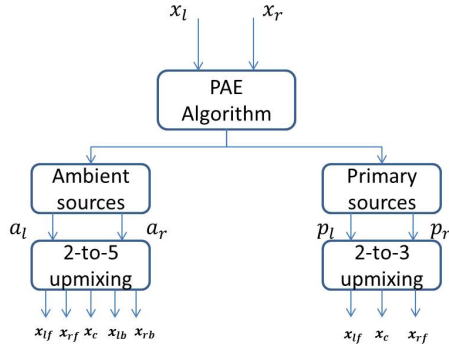 x_l x_r
PAE
Algorithm
Ambient
sources
Primary
sources
a_l a_r p_l p_r
2-to-5
upmixing
2-to-3
upmixing
x_lf x_rf x_c x_lb x_rb x_lf x_c x_rf